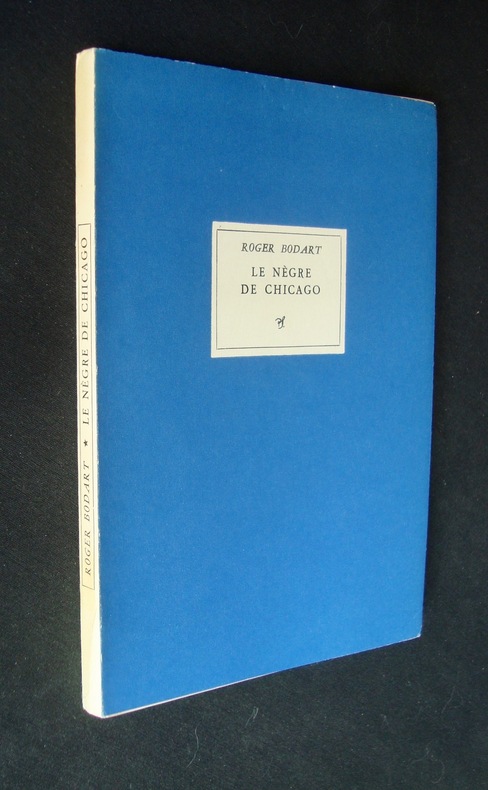 ROGER BODART
LE NÈGRE
DE CHICAGO
ROGER BODART * LE NÈGRE DE CHICAGO